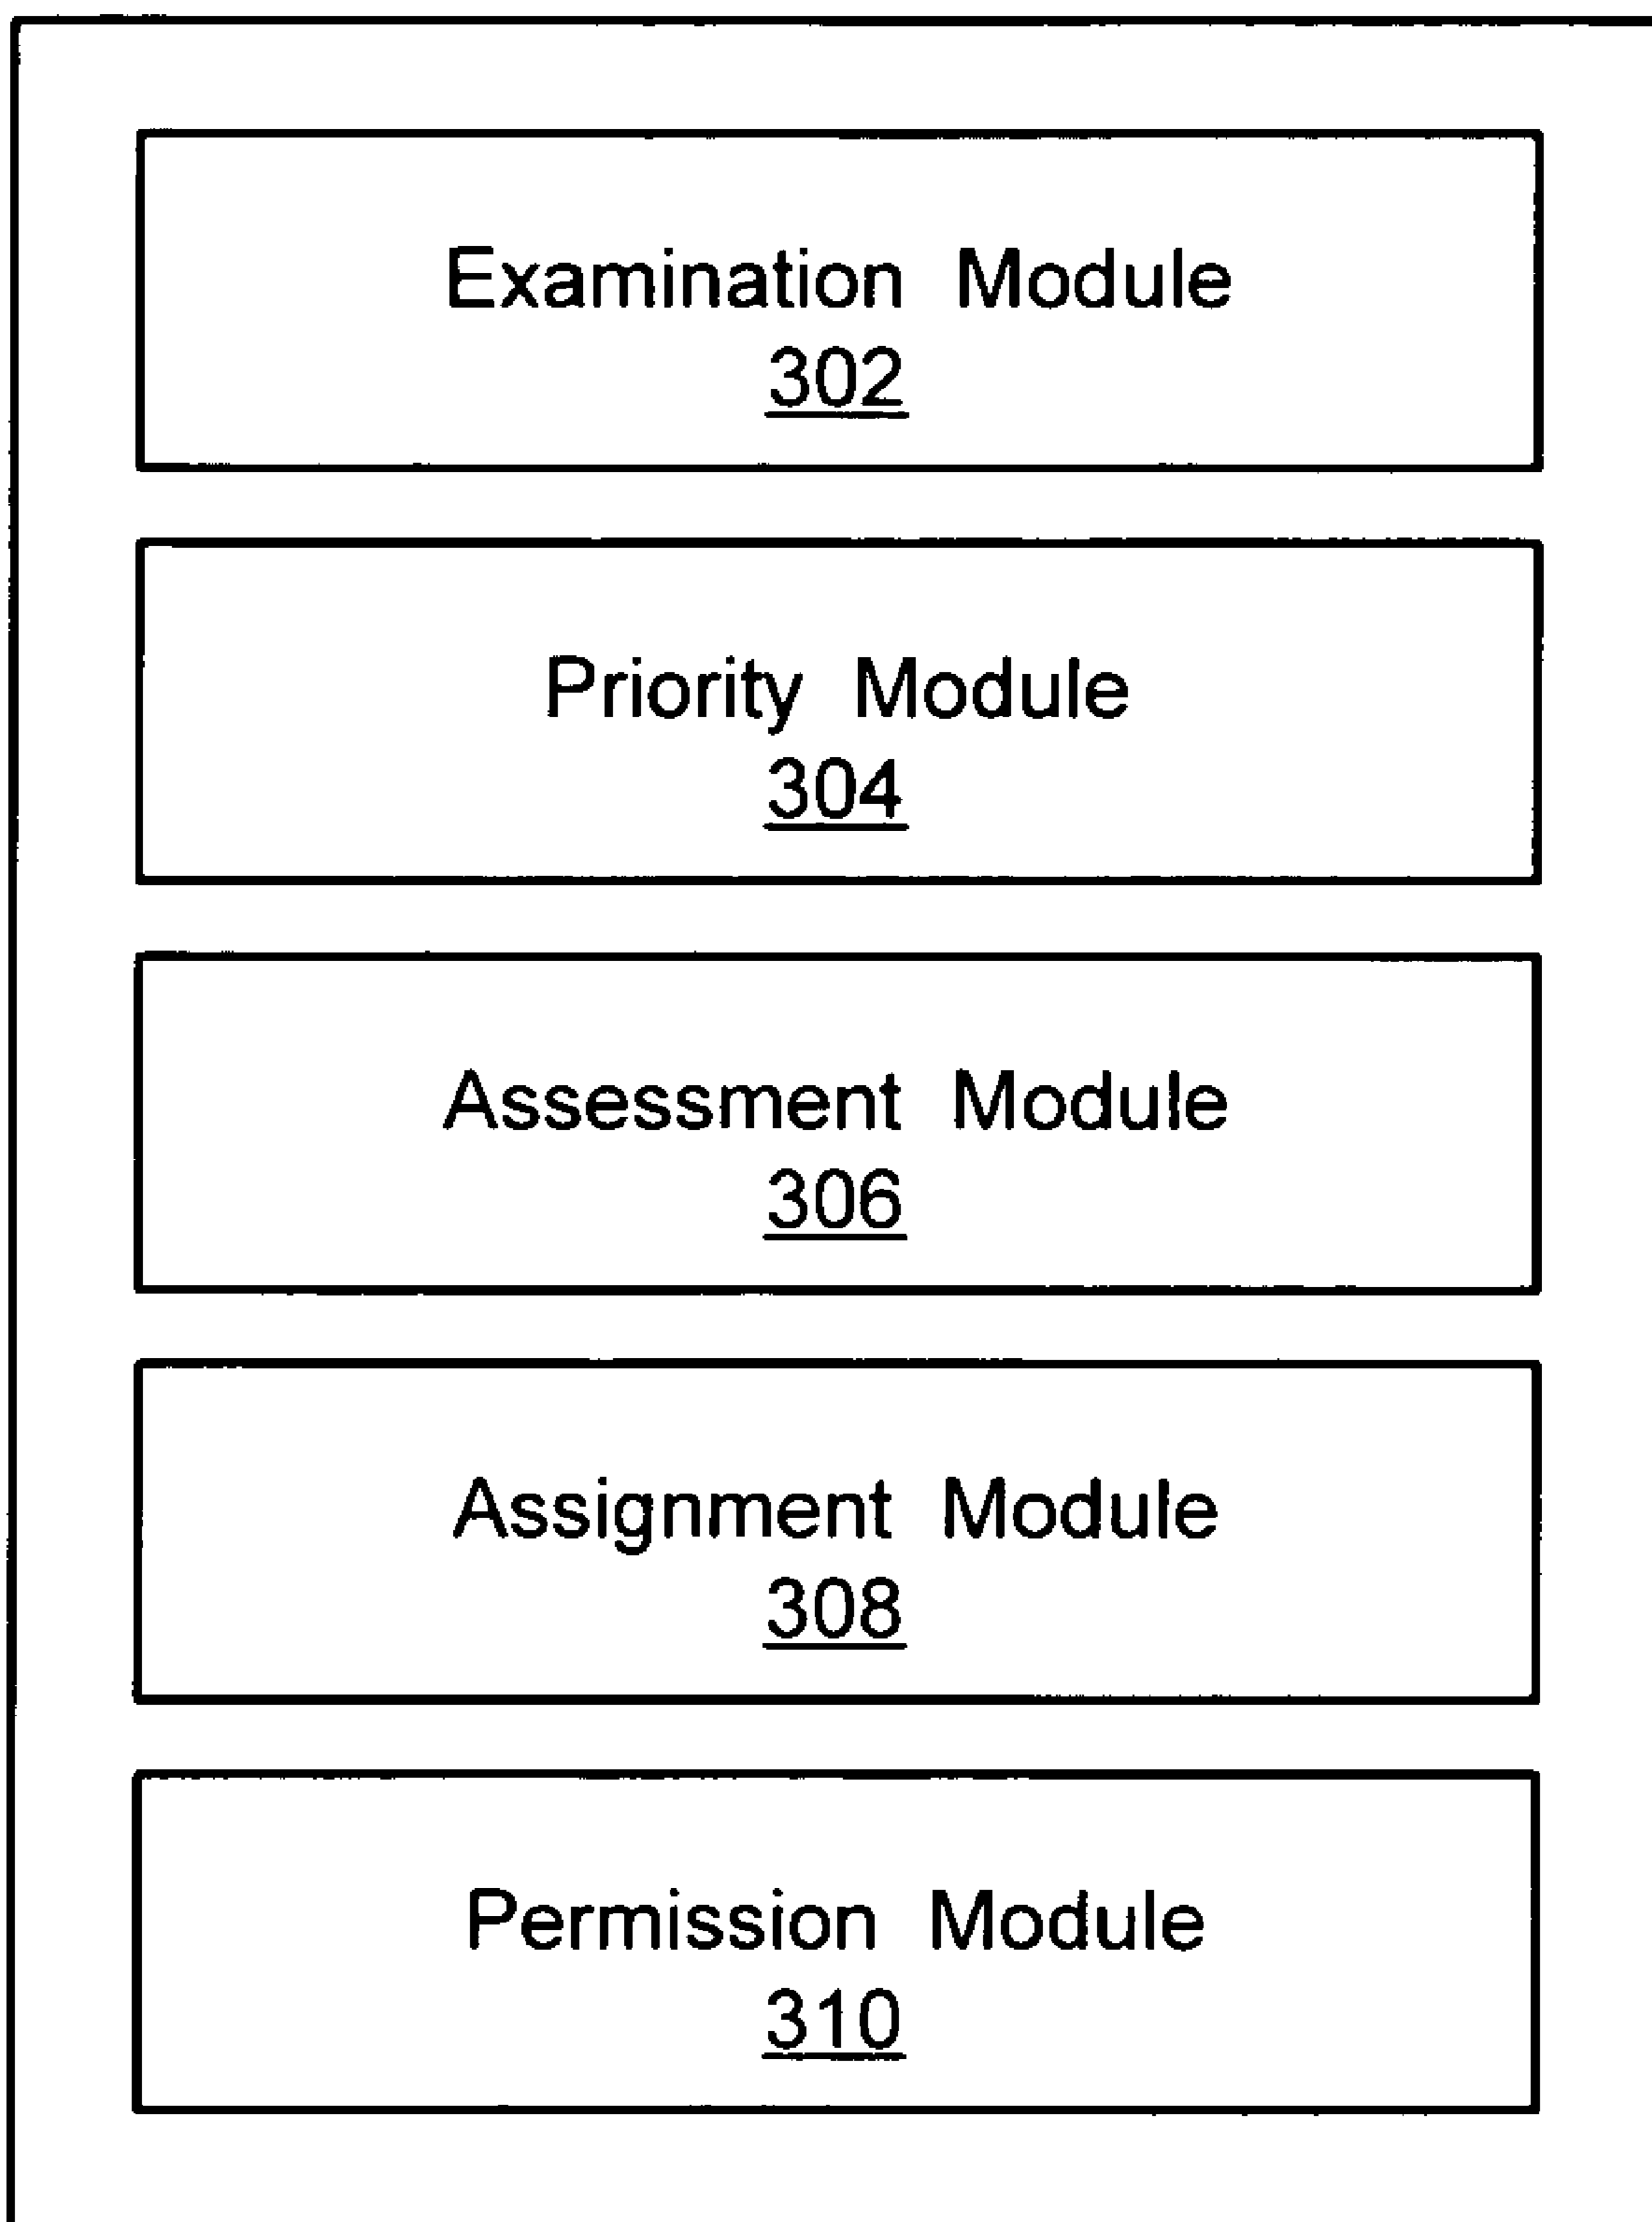 Examination Module
302
Priority Module
304
Assessment Module
306
Assignment Module
308
Permission Module
310